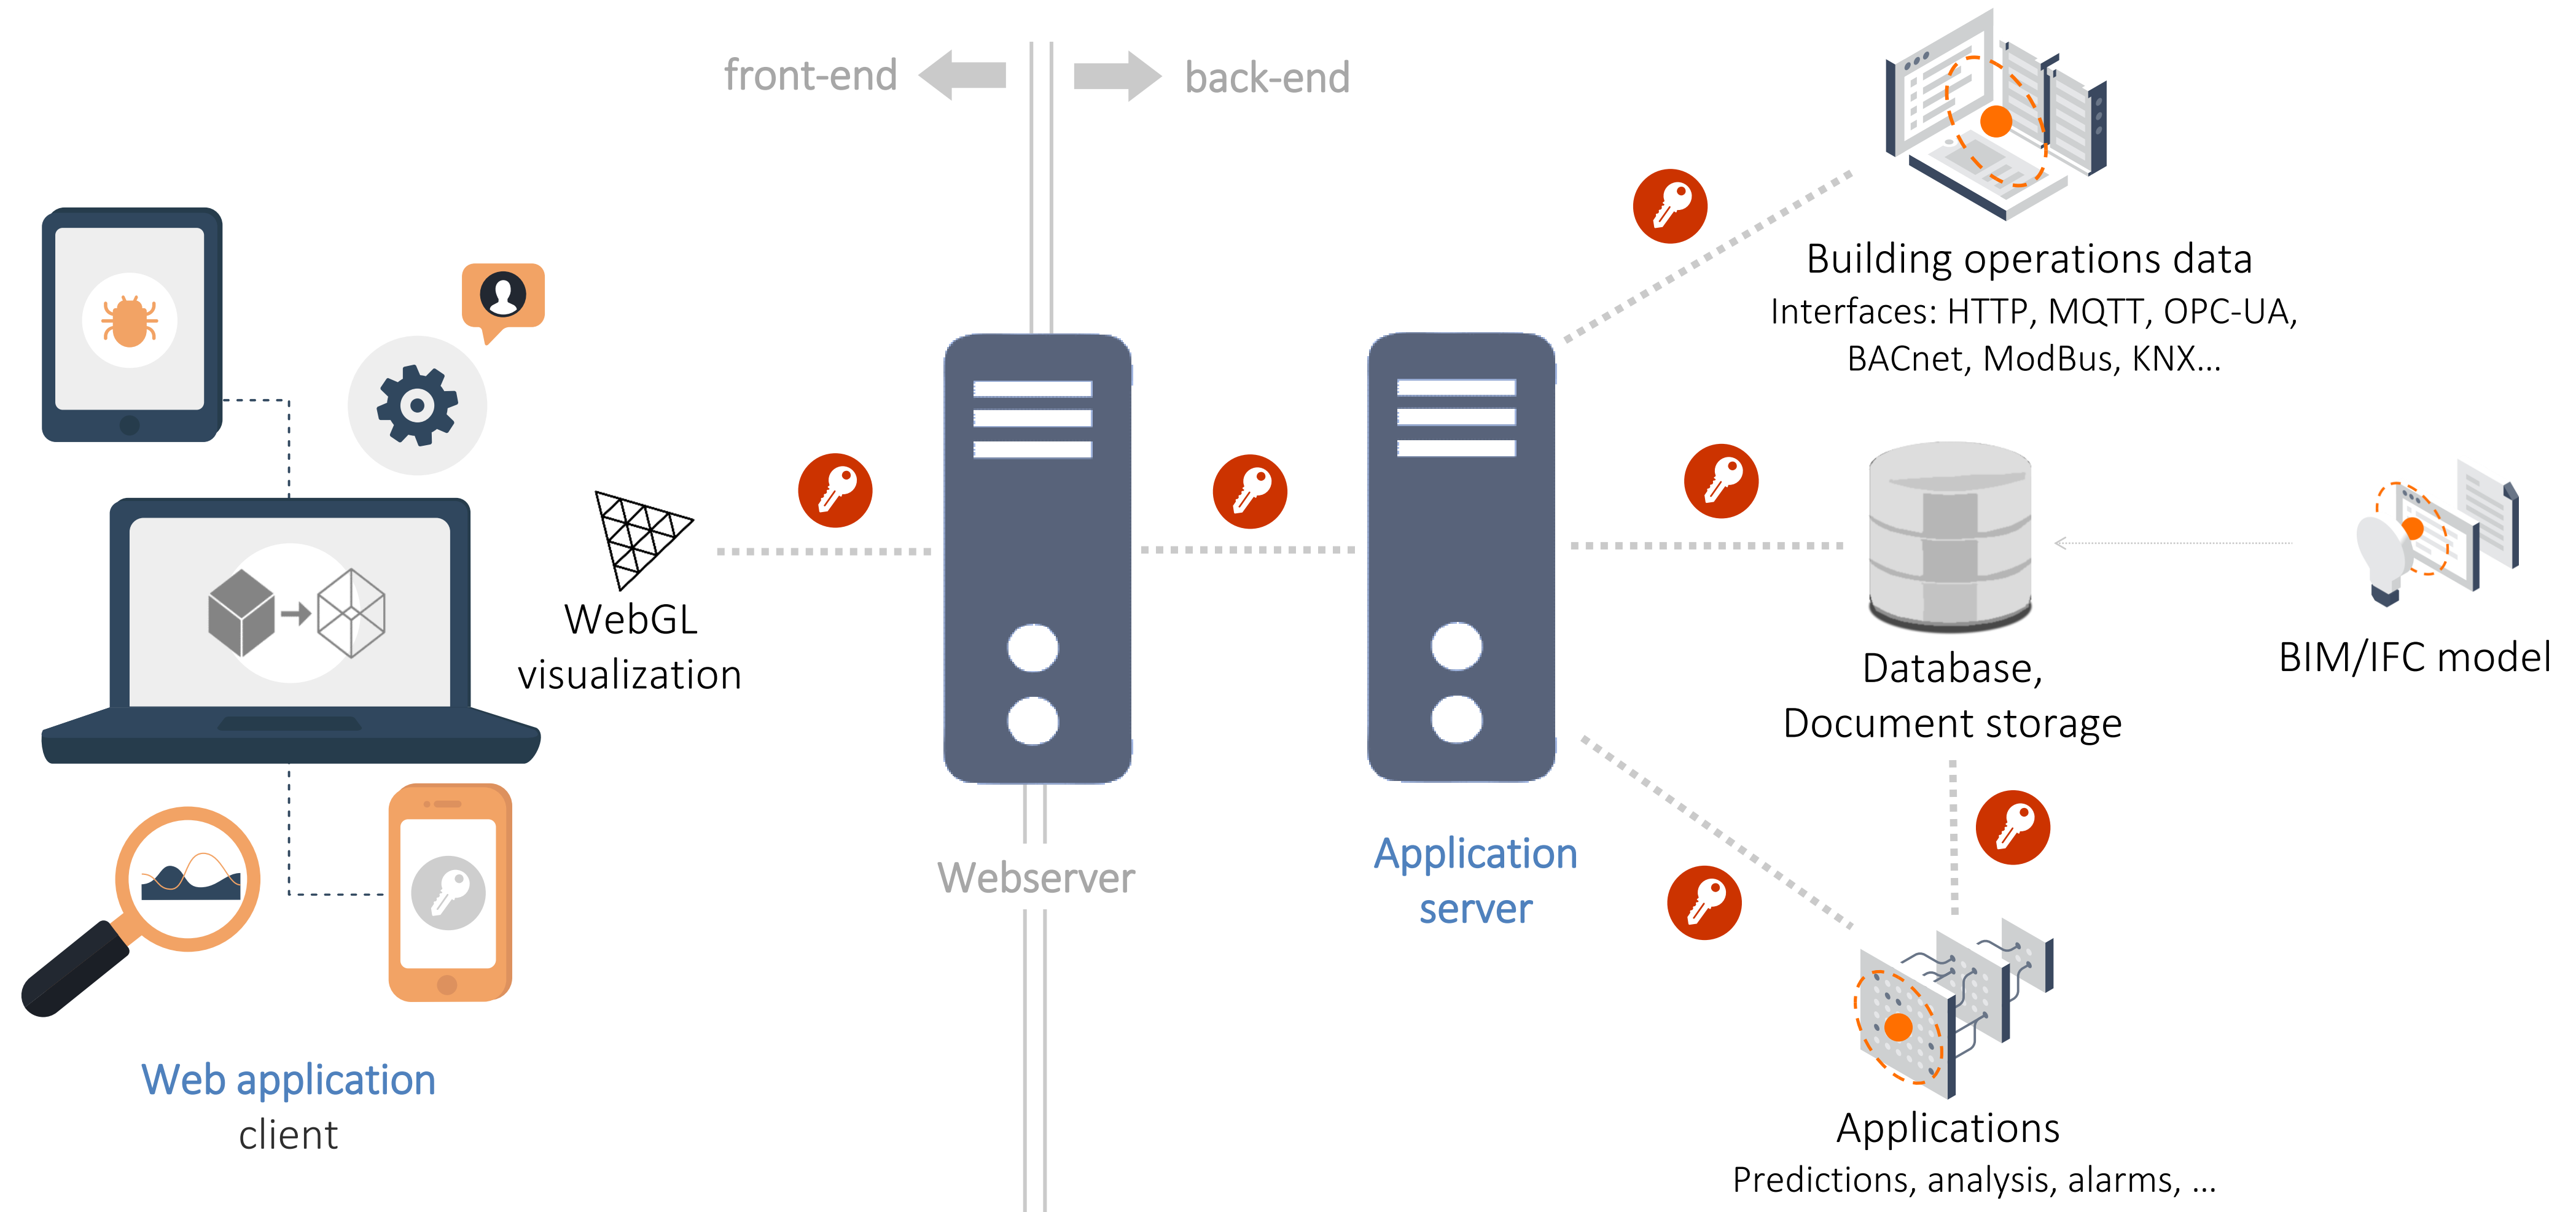 front-end
back-end
Building operations data
Interfaces: HTTP, MQTT, OPC-UA,
BACnet, ModBus, KNX...
WebGL
visualization
Database,
Document storage
BIM/IFC model
Webserver
Application
server
Web application
client
Applications
Predictions, analysis, alarms, ...